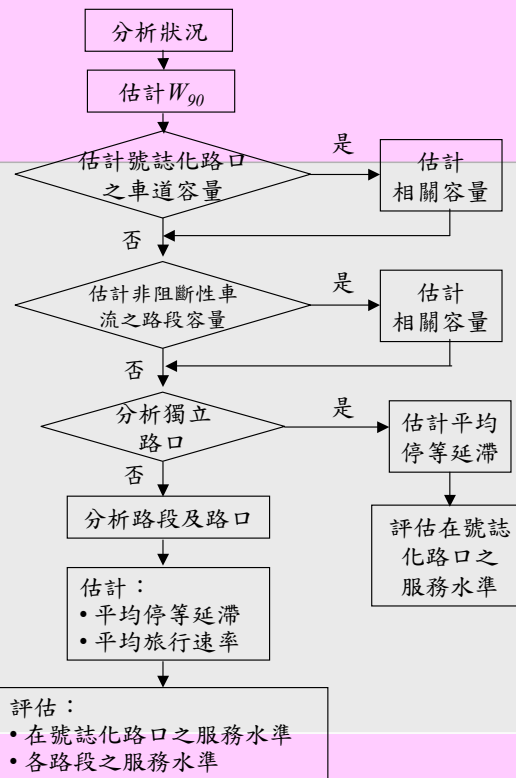 分析狀況
估計W90
估計號誌化路口
之車道容量
是
估計
相關容量
否
估計非阻斷性車
流之路段容量
是
估計
相關容量
否
分析獨立
路口
是
估計平均
停等延滯
否
分析路段及路口
評估在號誌
化路口之
服務水準
估計：
• 平均停等延滯
• 平均旅行速率
評估：
• 在號誌化路口之服務水準
• 各路段之服務水準